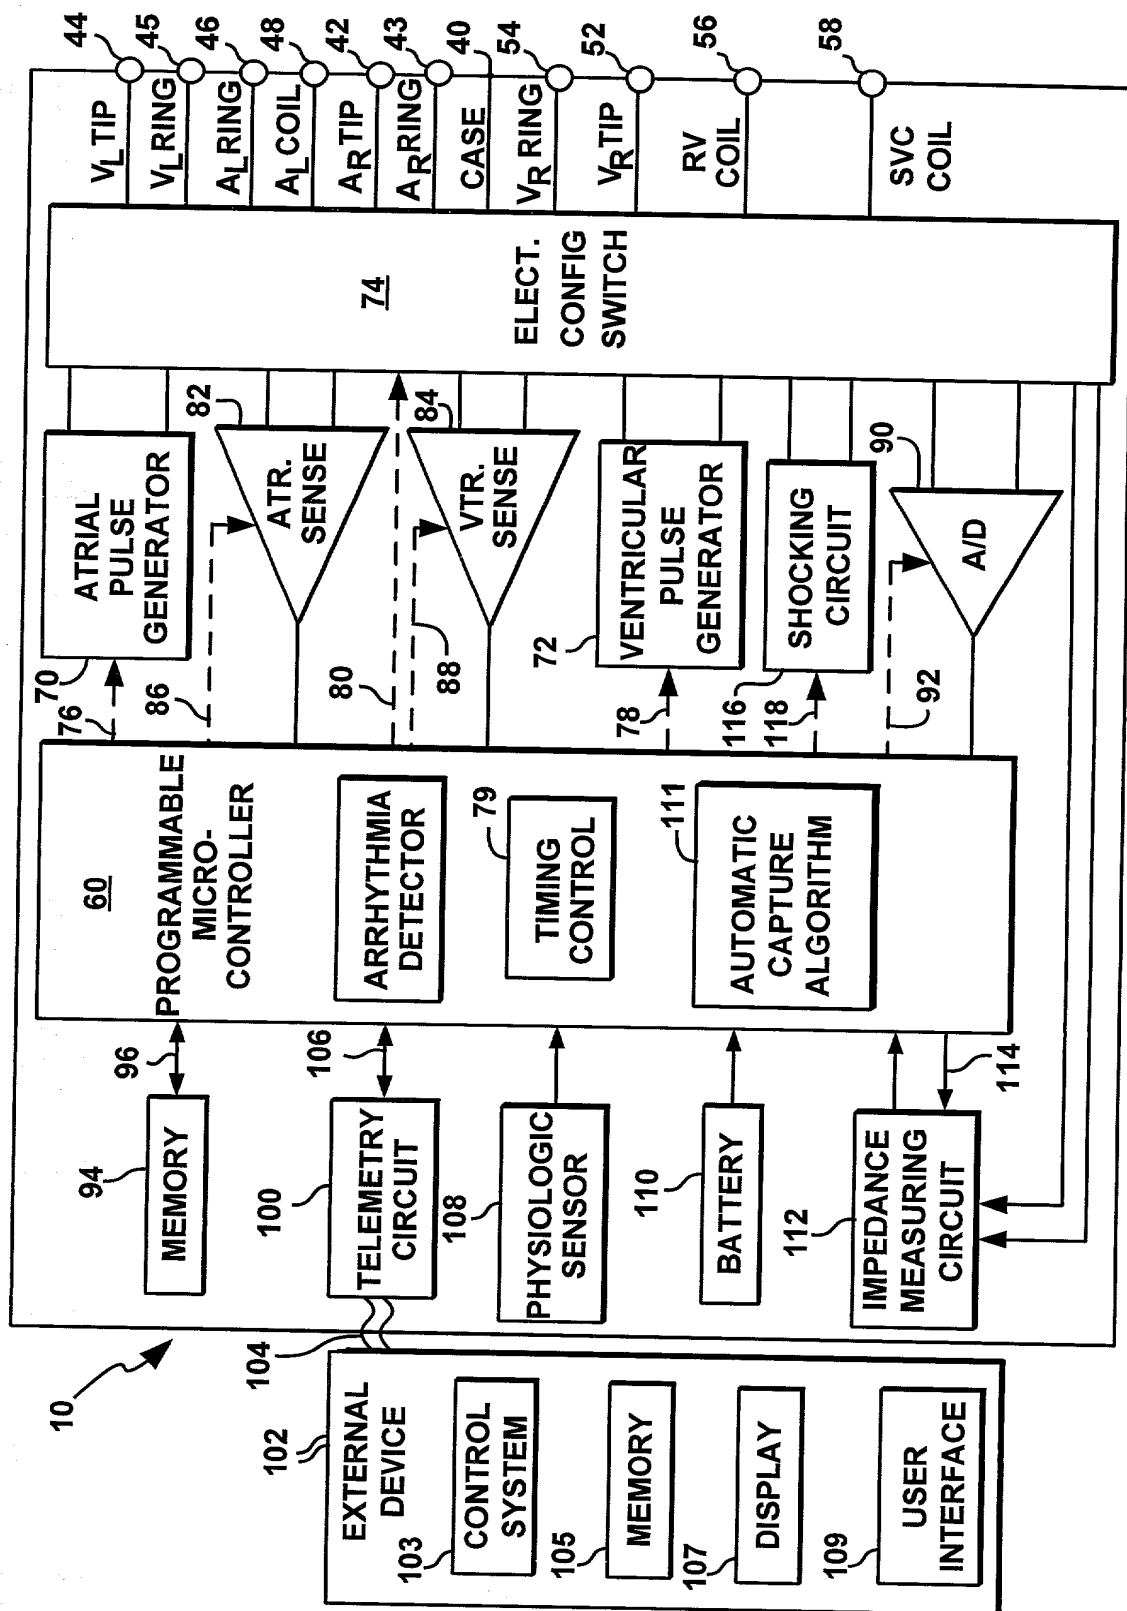 10
44
45
46
48
42
43
40
54
52
56
58
VL TIP
VL RING
AL RING
AL COIL
AR TIP
AR RING
CASE
VR RING
VR TIP
RV
COIL
SVC
COIL
74
ELECT.
CONFIG
SWITCH
ATRIAL
PULSE
GENERATOR
70
76
82
ATR.
SENSE
86
80
84
VTR.
SENSE
88
VENTRICULAR
PULSE
GENERATOR
72
78
SHOCKING
CIRCUIT
116
118
90
A/D
92
60
PROGRAMMABLE
MICRO-
CONTROLLER
ARRHYTHMIA
DETECTOR
79
TIMING
CONTROL
111
AUTOMATIC
CAPTURE
ALGORITHM
96
94
MEMORY
106
100
TELEMETRY
CIRCUIT
108
PHYSIOLOGIC
SENSOR
110
BATTERY
114
112
IMPEDANCE
MEASURING
CIRCUIT
104
102
EXTERNAL
DEVICE
103
CONTROL
SYSTEM
105
MEMORY
107
DISPLAY
109
USER
INTERFACE